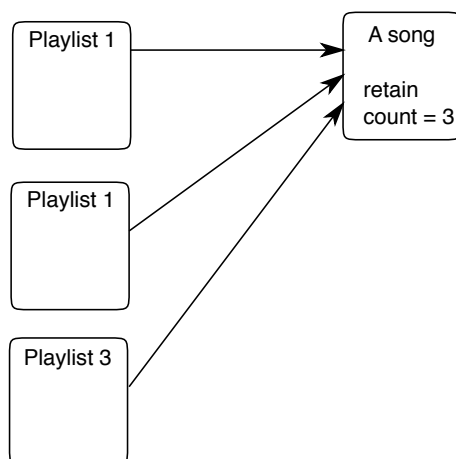 Playlist 1
A song
retain
count = 3
Playlist 1
Playlist 3